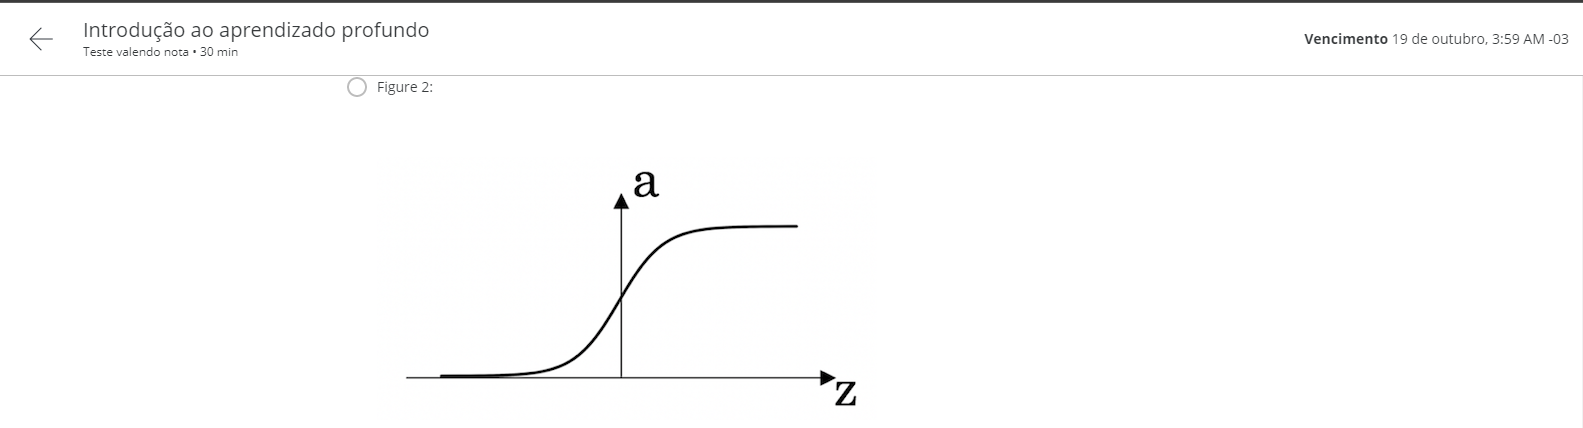 Introdução ao aprendizado profundo
Teste valendo nota • 30 min
Vencimento 19 de outubro, 3:59 AM -03
Figure 2:
a
z